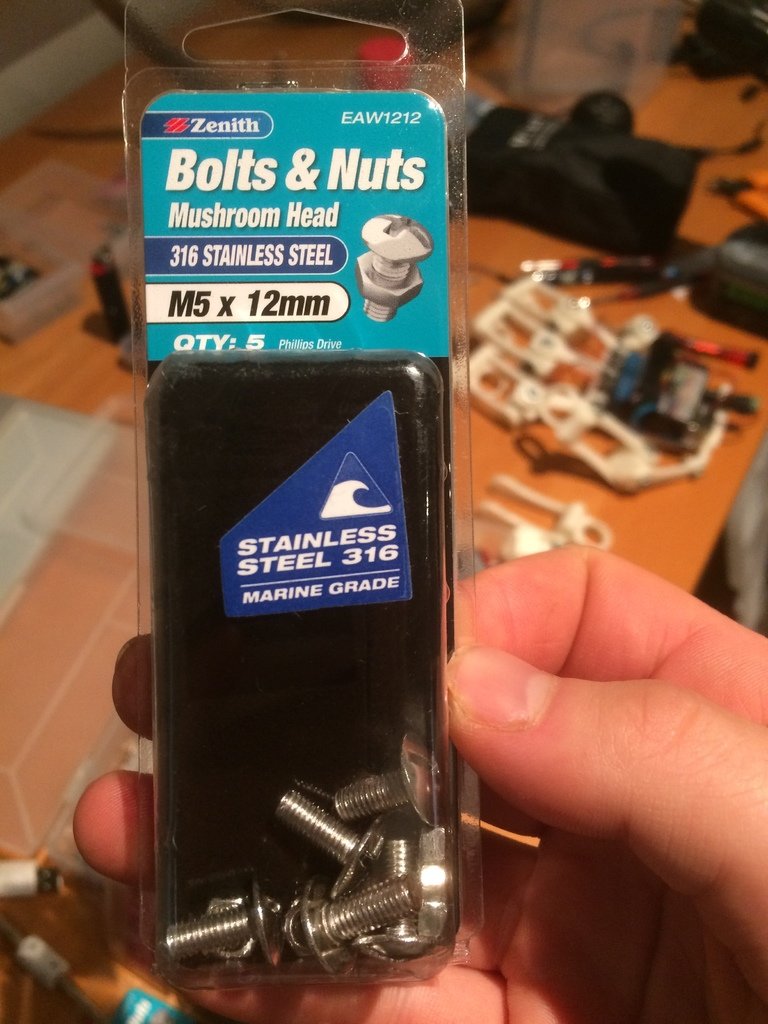 Zenith
EAW1212
Bolts & Nuts
Mushroom Head
316 STAINLESS STEEL
M5 x 12mm
QTY: 5 Phillips Drive
STAINLESS
STEEL 316
MARINE GRADE